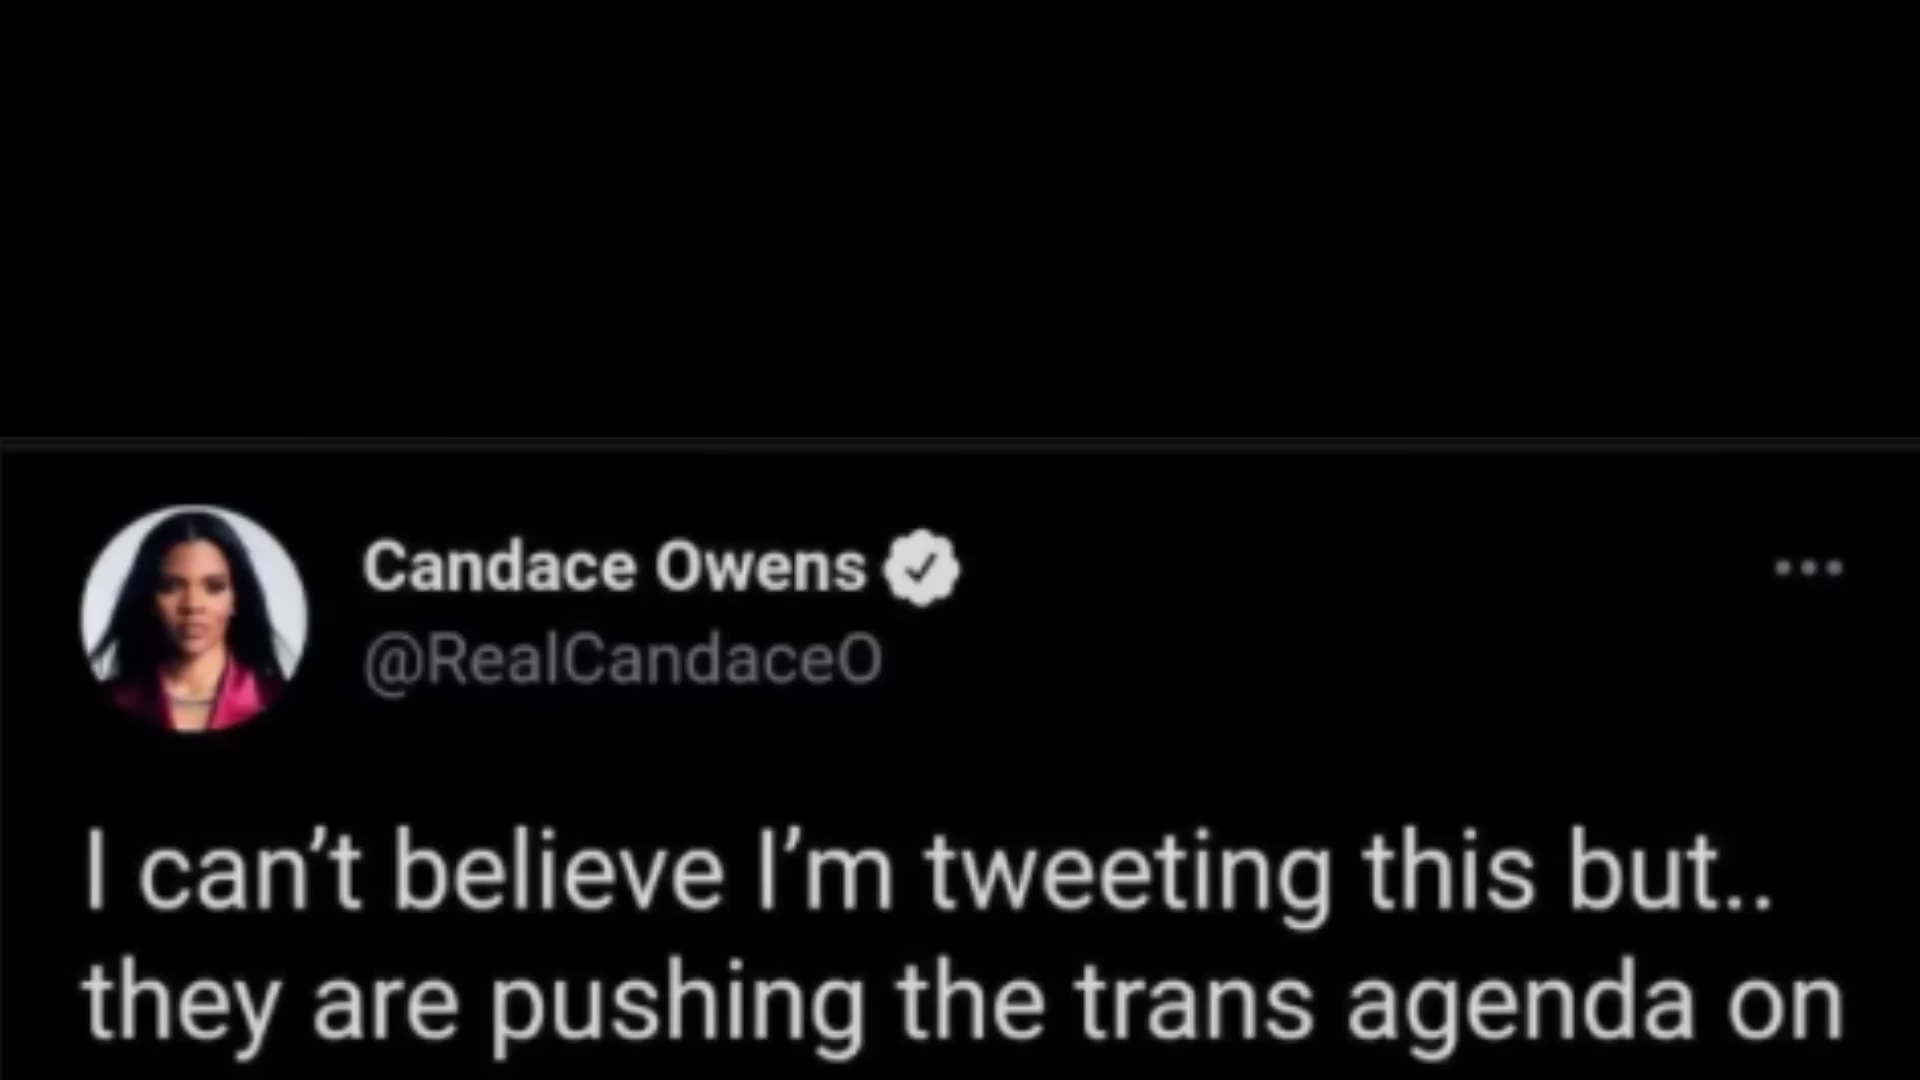 Candace Owens
@RealCandaceO
I can’t believe I’m tweeting this but..
they are pushing the trans agenda on